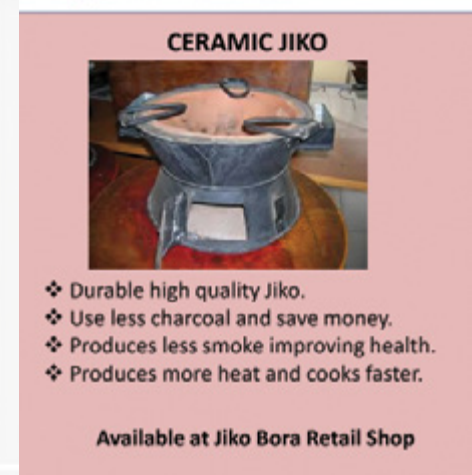 CERAMIC JIKO
❖ Durable high quality Jiko.
❖ Use less charcoal and save money.
❖ Produces less smoke improving health.
❖ Produces more heat and cooks faster.
Available at Jiko Bora Retail Shop